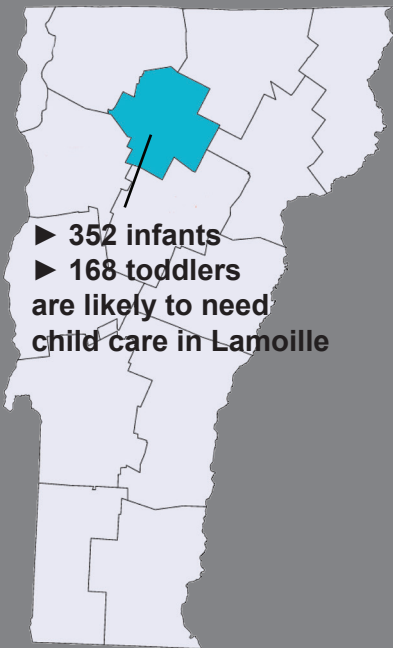 ► 352 infants
► 168 toddlers
are likely to need
child care in Lamoille